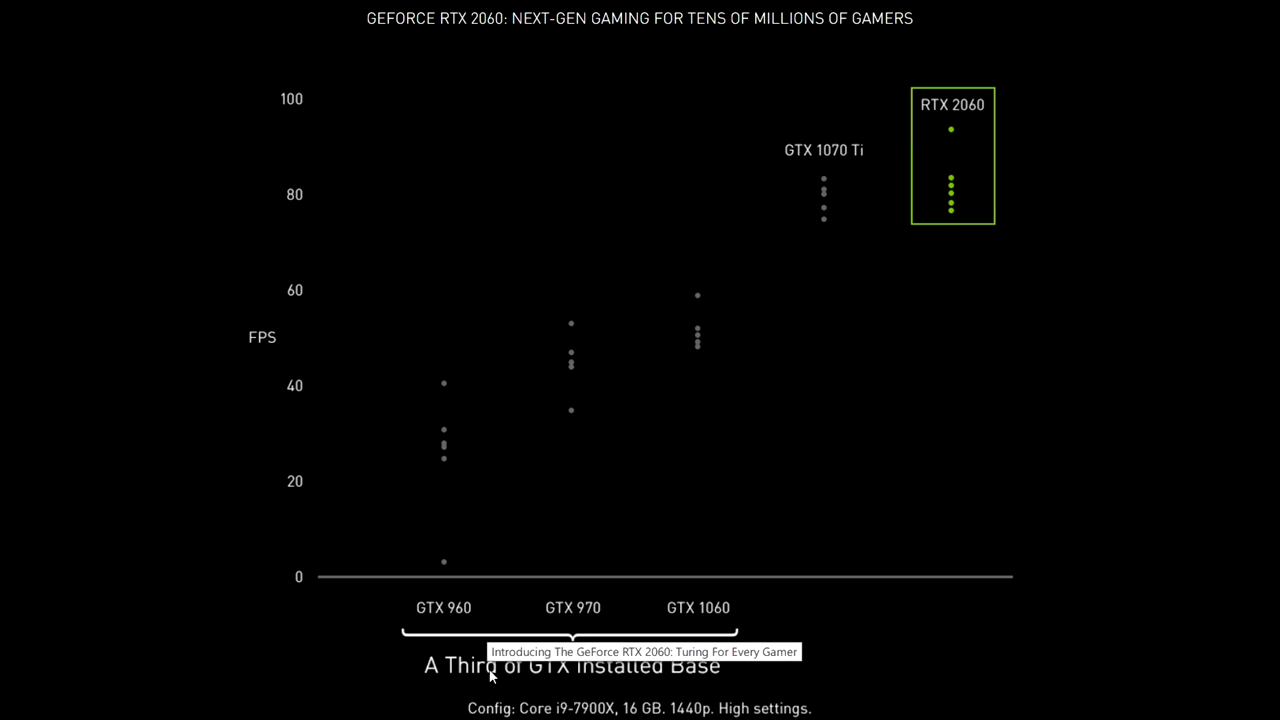 GEFORCE RTX 2060: NEXT-GEN GAMING FOR TENS OF MILLIONS OF GAMERS
100
RTX 2060
GTX 1070 Ti
80
60
FPS
40
20
0
GTX 960 GTX 970 GTX 1060
Introducing The GeForce RTX 2060: Turing For Every Gamer
A Third of GTX Installed Base
Config: Core i9-7900X, 16 GB. 1440p. High settings.